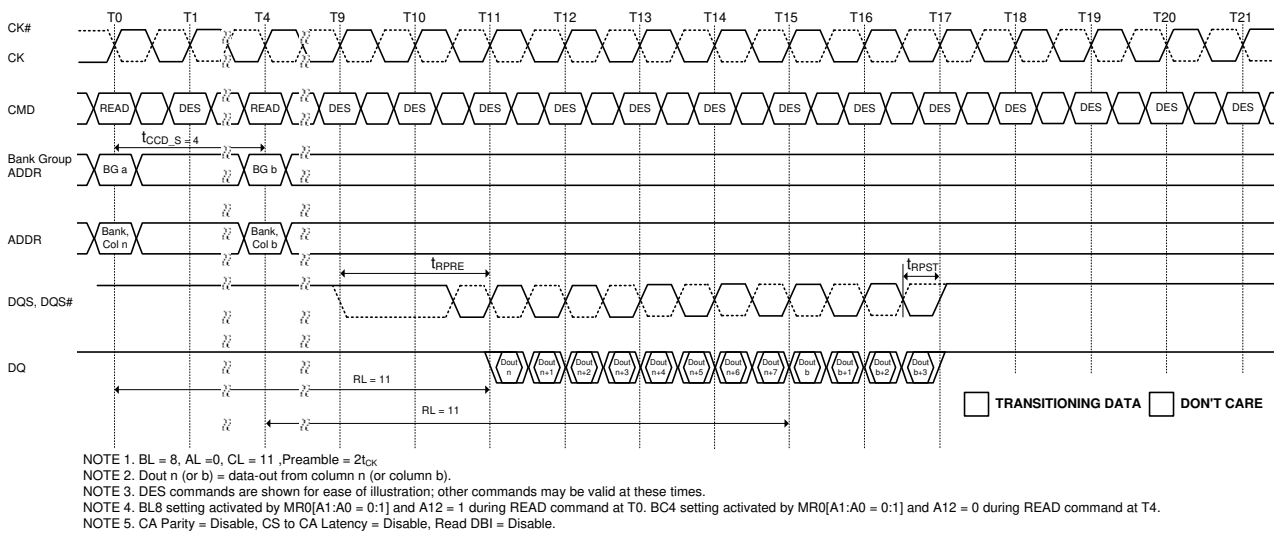 T0 T1 T4 T9 T10 T11 T12 T13 T14 T15 T16 T17 T18 T19 T20 T21
CK#
CK
CMD READ DES READ DES DES DES DES DES DES DES DES DES DES DES DES DES
tCCD_S = 4
Bank Group
ADDR
BG a BG b
ADDR
Bank,
Col n
Bank,
Col b
tRPRE tRPST
DQS, DQS#
DQ
Dout
n
Dout
n+1
Dout
n+2
Dout
n+3
Dout
n+4
Dout
n+5
Dout
n+6
Dout
n+7
Dout
b
Dout
b+1
Dout
b+2
Dout
b+3
RL = 11
RL = 11
TRANSITIONING DATA DON'T CARE
NOTE 1. BL = 8, AL =0, CL = 11 ,Preamble = 2tCK
NOTE 2. Dout n (or b) = data-out from column n (or column b).
NOTE 3. DES commands are shown for ease of illustration; other commands may be valid at these times.
NOTE 4. BL8 setting activated by MR0[A1:A0 = 0:1] and A12 = 1 during READ command at T0. BC4 setting activated by MR0[A1:A0 = 0:1] and A12 = 0 during READ command at T4.
NOTE 5. CA Parity = Disable, CS to CA Latency = Disable, Read DBI = Disable.